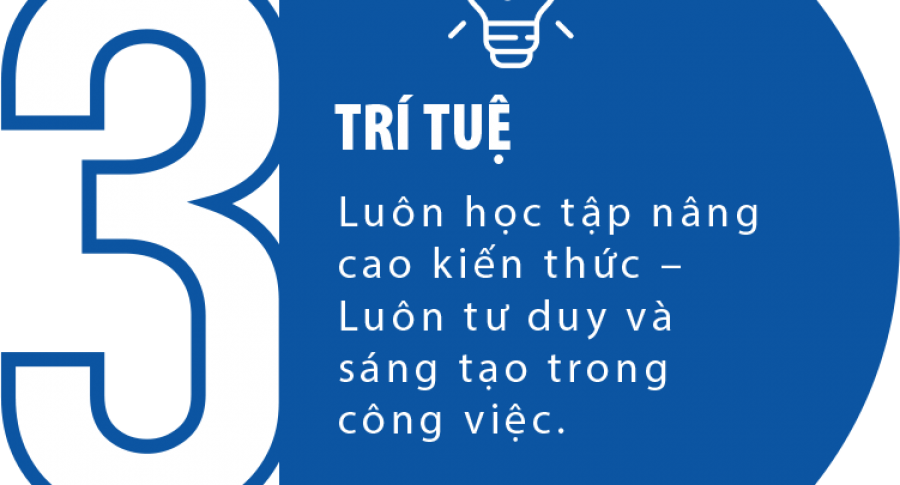 3
TRÍ TUỆ
Luôn học tập nâng
cao kiến thức –
Luôn tư duy và
sáng tạo trong
công việc.